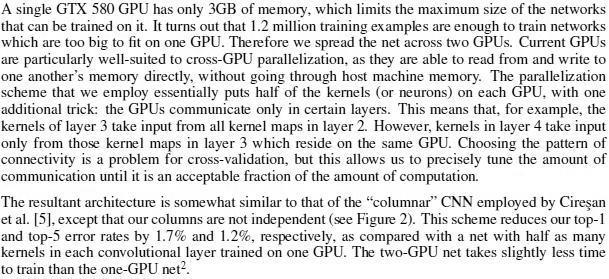 A single GTX 580 GPU has only 3GB of memory, which limits the maximum size of the networks
that can be trained on it. It turns out that 1.2 million training examples are enough to train networks
which are too big to fit on one GPU. Therefore we spread the net across two GPUs. Current GPUs
are particularly well-suited to cross-GPU parallelization, as they are able to read from and write to
one another's memory directly, without going through host machine memory. The parallelization
scheme that we employ essentially puts half of the kernels (or neurons) on each GPU, with one
additional trick: the GPUs communicate only in certain layers. This means that, for example, the
kernels of layer 3 take input from all kernel maps in layer 2. However, kernels in layer 4 take input
only from those kernel maps in layer 3 which reside on the same GPU. Choosing the pattern of
connectivity is a problem for cross-validation, but this allows us to precisely tune the amount of
communication until it is an acceptable fraction of the amount of computation.
The resultant architecture is somewhat similar to that of the “columnar” CNN employed by Cireşan
et al. [5], except that our columns are not independent (see Figure 2). This scheme reduces our top-1
and top-5 error rates by 1.7% and 1.2%, respectively, as compared with a net with half as many
kernels in each convolutional layer trained on one GPU. The two-GPU net takes slightly less time
to train than the one-GPU net².